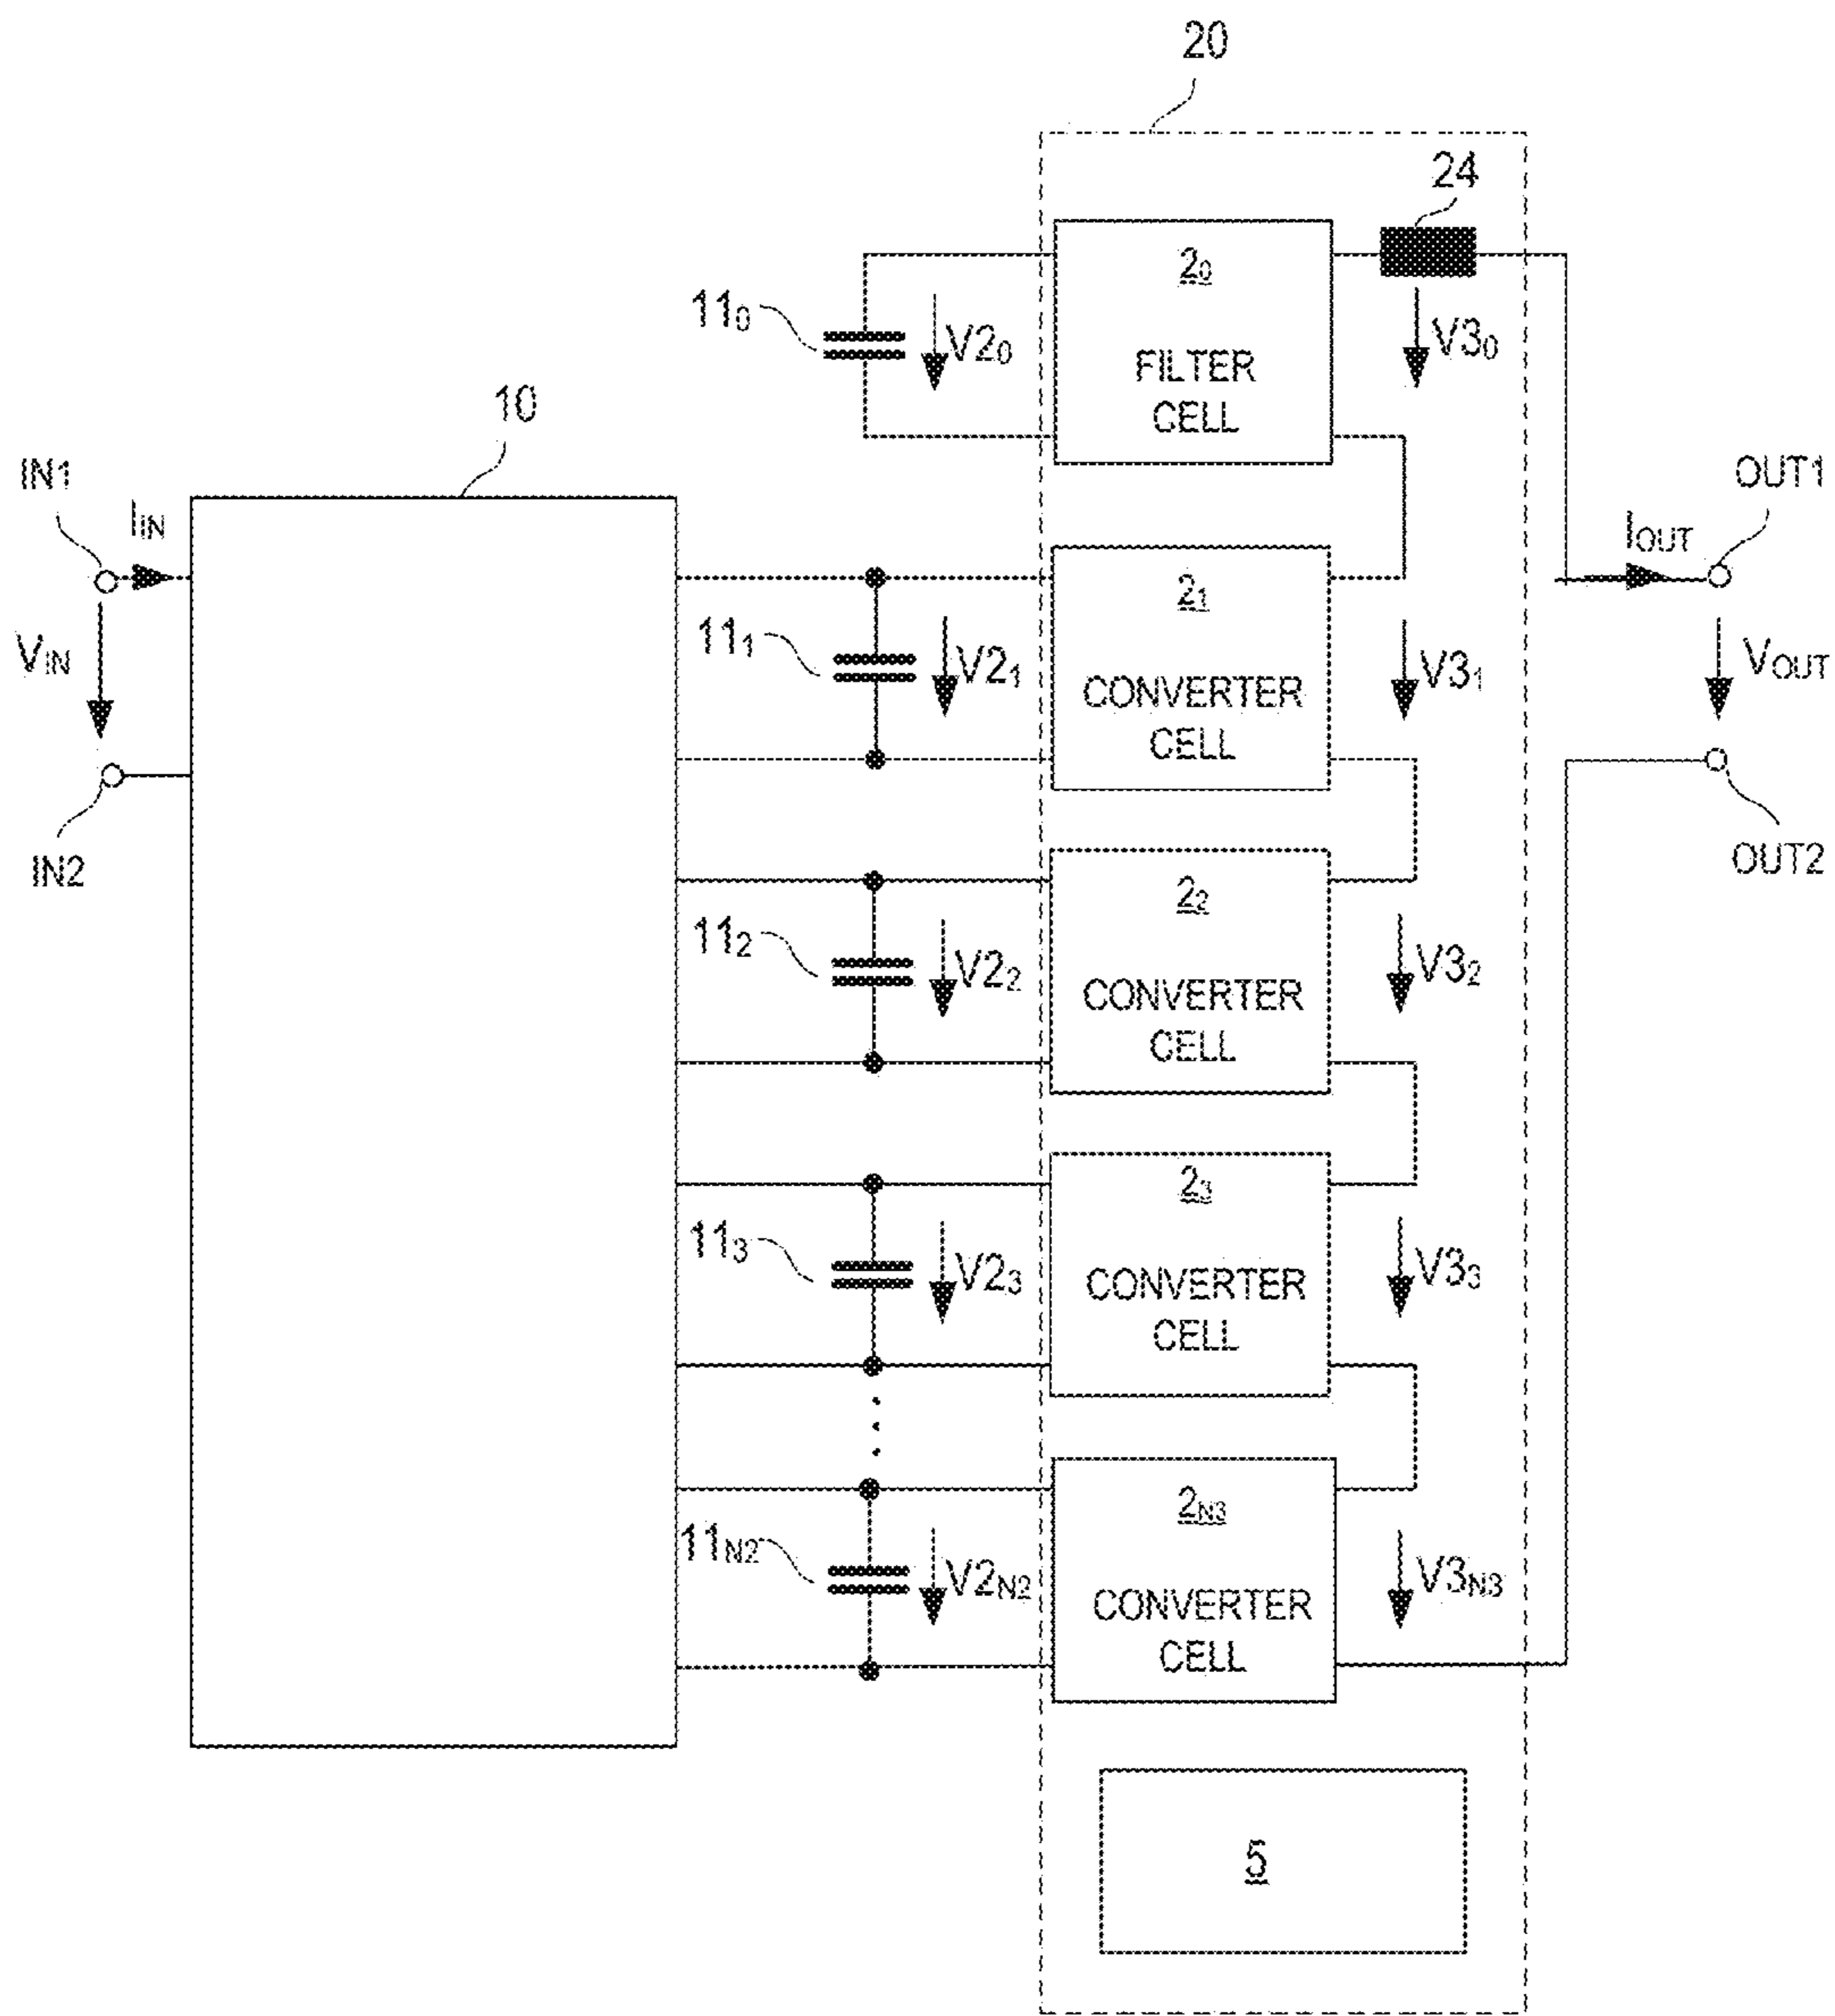 20
24
2₀
FILTER
CELL
11₀
V2₀
V3₀
10
IN1
I_IN
V_IN
IN2
OUT1
I_OUT
V_OUT
OUT2
2₁
CONVERTER
CELL
11₁
V2₁
V3₁
2₂
CONVERTER
CELL
11₂
V2₂
V3₂
2₃
CONVERTER
CELL
11₃
V2₃
V3₃
2_N3
CONVERTER
CELL
11_N2
V2_N2
V3_N3
5